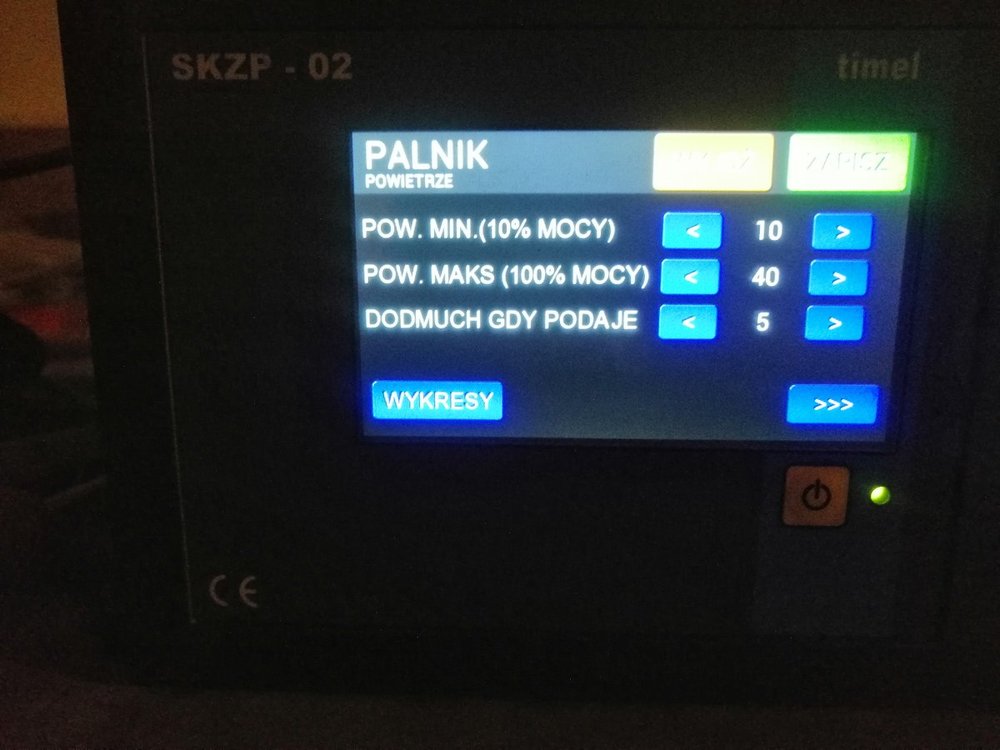 SKZP - 02
timel
PALNIK
POWIETRZE
ZAPISZ
POW. MIN.(10% MOCY) < 10 >
POW. MAKS (100% MOCY) < 40 >
DODMUCH GDY PODAJE < 5 >
WYKRESY
>>>
CE